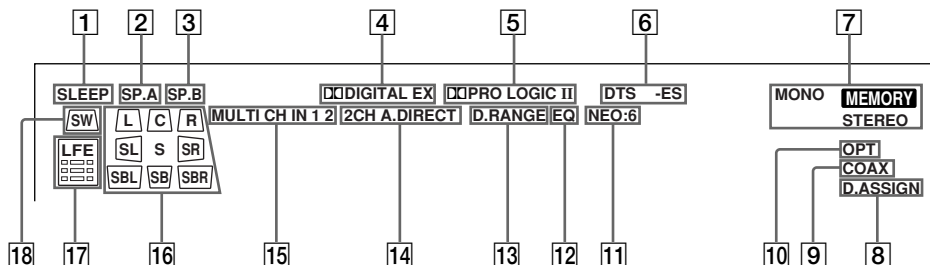 1 2 3 4 5 6 7
SLEEP SP.A SP.B DIGITAL EX PRO LOGIC II DTS -ES MONO MEMORY
STEREO
SW L C R MULTI CH IN 1 2 2CH A.DIRECT D.RANGE EQ NEO:6
LFE SL S SR OPT
COAX
SBL SB SBR D.ASSIGN
18 17 16 15 14 13 12 11 10 9 8